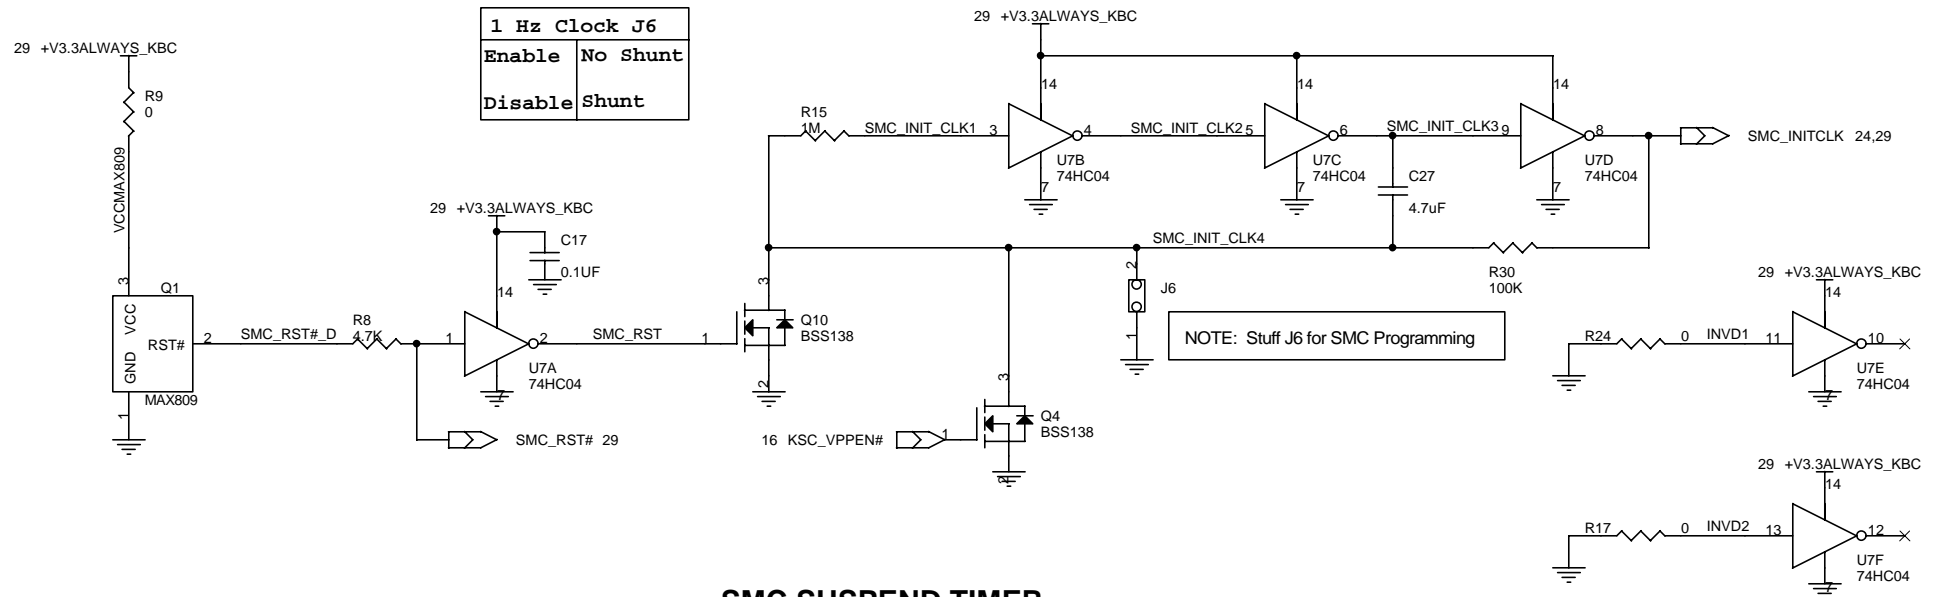 1 Hz Clock J6
Enable No Shunt
Disable Shunt
29 +V3.3ALWAYS_KBC
R9
0
VCCMAX809
3
Q1
VCC
GND
RST#
MAX809
1
2
SMC_RST#_D
R8
4.7K
1
29 +V3.3ALWAYS_KBC
C17
0.1UF
14
2
U7A
74HC04
7
SMC_RST# 29
SMC_RST
1
3
Q10
BSS138
2
R15
1M
SMC_INIT_CLK1
3
29 +V3.3ALWAYS_KBC
14
4
U7B
74HC04
7
SMC_INIT_CLK2
5
14
6
U7C
74HC04
7
SMC_INIT_CLK3
9
14
8
U7D
74HC04
7
SMC_INITCLK 24,29
C27
4.7uF
SMC_INIT_CLK4
R30
100K
2
J6
1
NOTE: Stuff J6 for SMC Programming
16 KSC_VPPEN#
1
3
Q4
BSS138
2
29 +V3.3ALWAYS_KBC
14
R24
0
INVD1
11
10
U7E
74HC04
7
29 +V3.3ALWAYS_KBC
14
R17
0
INVD2
13
12
U7F
74HC04
7
SMC SUSPEND TIMER